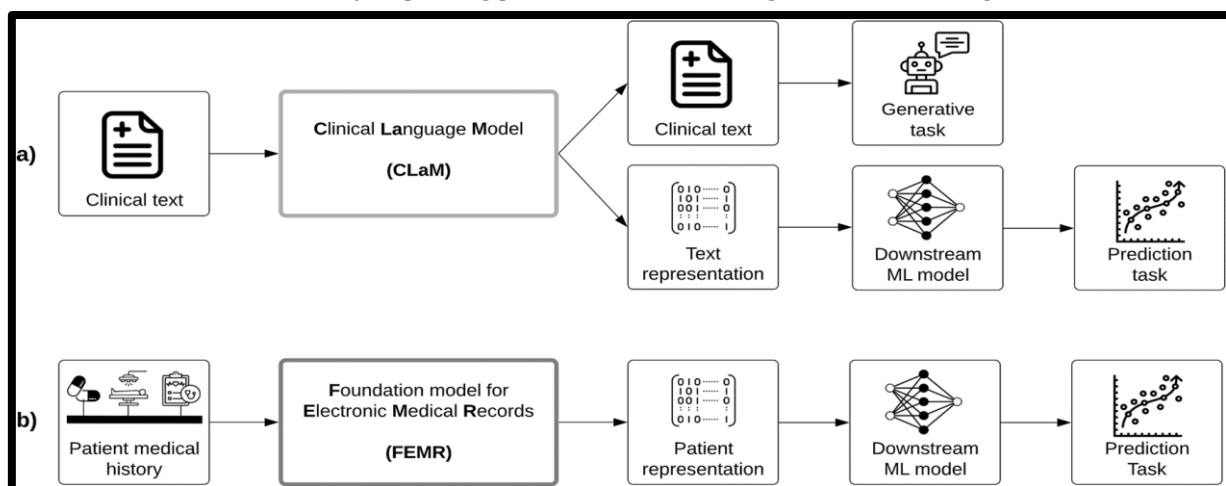 a)
Clinical text
Clinical Language Model
(CLaM)
Clinical text
Generative
task
Text
representation
Downstream
ML model
Prediction
task
b)
Patient medical
history
Foundation model for
Electronic Medical Records
(FEMR)
Patient
representation
Downstream
ML model
Prediction
Task